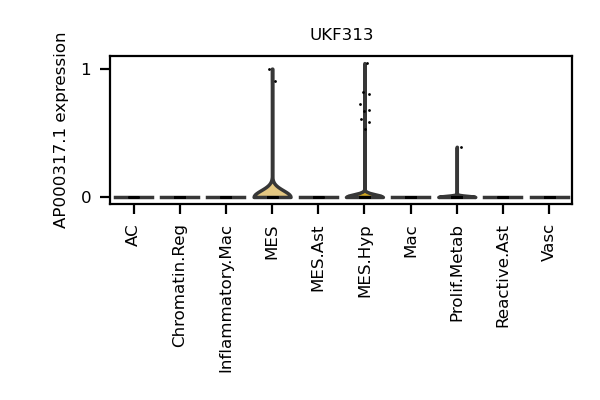 UKF313
AP000317.1 expression
1
0
AC
Chromatin.Reg
Inflammatory.Mac
MES
MES.Ast
MES.Hyp
Mac
Prolif.Metab
Reactive.Ast
Vasc